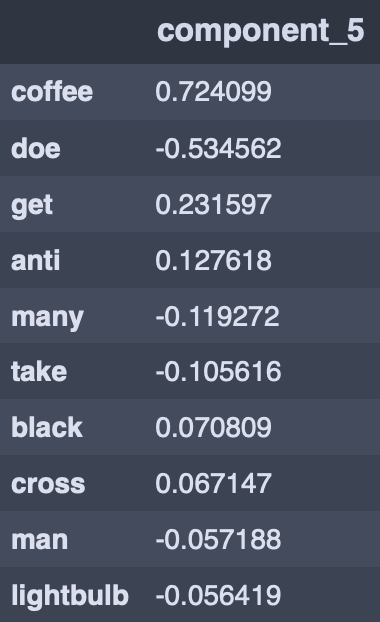 component_5
coffee 0.724099
doe -0.534562
get 0.231597
anti 0.127618
many -0.119272
take -0.105616
black 0.070809
cross 0.067147
man -0.057188
lightbulb -0.056419